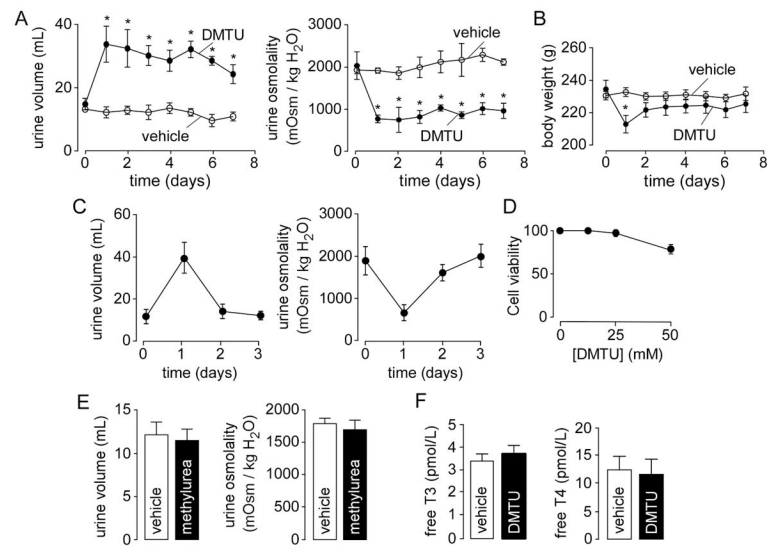 A
urine volume (mL)
40
20
0
DMTU
vehicle
* * * * * * *
0 2 4 6 8
time (days)
urine osmolality
(mOsm / kg H2O)
3000
2000
1000
0
vehicle
* * * * * * *
DMTU
0 2 4 6 8
time (days)
B
body weight (g)
260
240
220
200
vehicle
*
DMTU
0 2 4 6 8
time (days)
C
urine volume (mL)
60
40
20
0
0 1 2 3
time (days)
urine osmolality
(mOsm / kg H2O)
3000
2000
1000
0
0 1 2 3
time (days)
D
Cell viability
100
50
0
0 25 50
[DMTU] (mM)
E
urine volume (mL)
15
10
5
0
vehicle
methylurea
urine osmolality
(mOsm / kg H2O)
2000
1500
1000
500
0
vehicle
methylurea
F
free T3 (pmol/L)
5
4
3
2
1
0
vehicle
DMTU
free T4 (pmol/L)
20
15
10
5
0
vehicle
DMTU